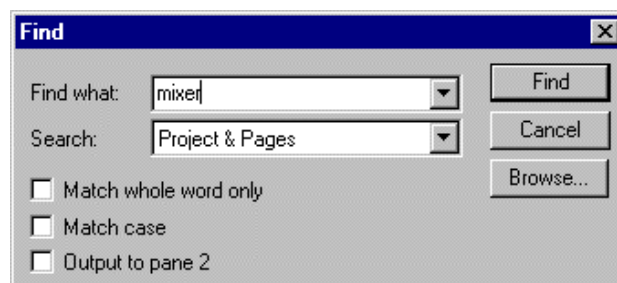 Find
Find what: mixer Find
Search: Project & Pages Cancel
Browse...
Match whole word only
Match case
Output to pane 2